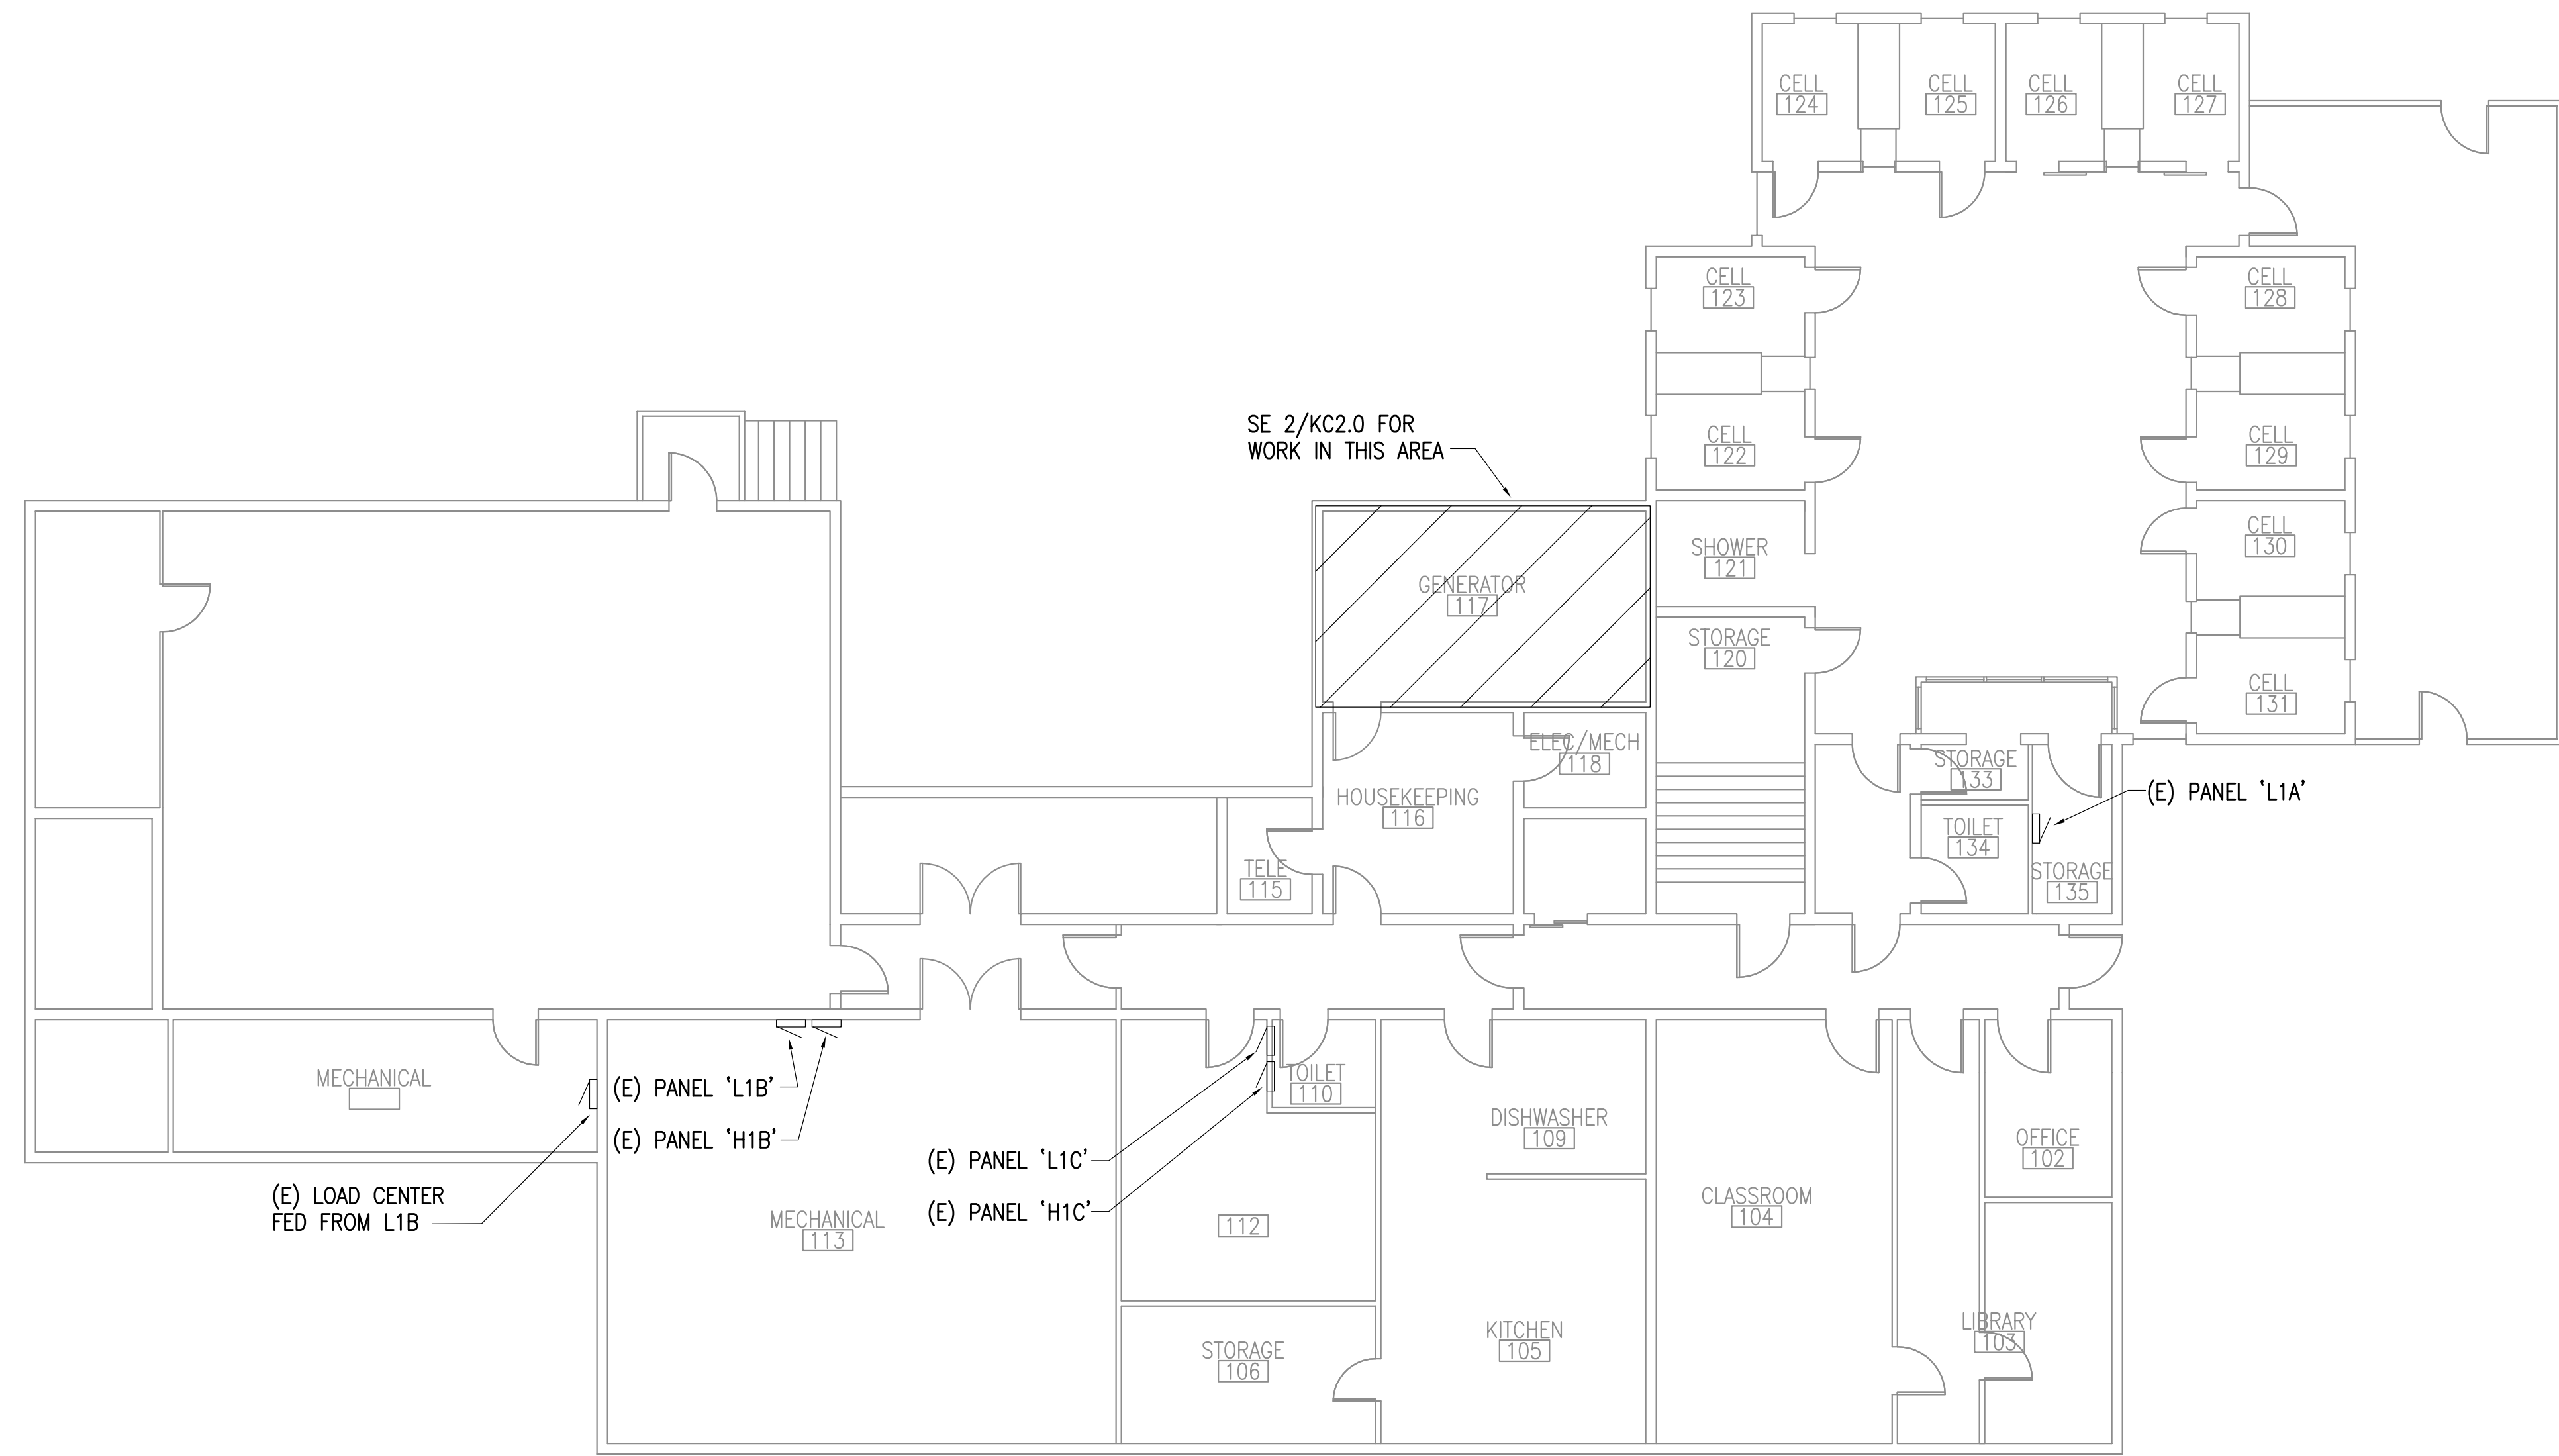 CELL
124
CELL
125
CELL
126
CELL
127
CELL
123
CELL
128
SE 2/KC2.0 FOR
WORK IN THIS AREA
CELL
122
CELL
129
CELL
130
SHOWER
121
GENERATOR
117
STORAGE
120
CELL
131
ELEC/MECH
118
STORAGE
133
(E) PANEL 'L1A'
HOUSEKEEPING
116
TOILET
134
TELE
115
STORAGE
135
MECHANICAL
(E) PANEL 'L1B'
(E) PANEL 'H1B'
TOILET
110
(E) PANEL 'L1C'
(E) PANEL 'H1C'
DISHWASHER
109
OFFICE
102
(E) LOAD CENTER
FED FROM L1B
MECHANICAL
113
112
CLASSROOM
104
STORAGE
106
KITCHEN
105
LIBRARY
103